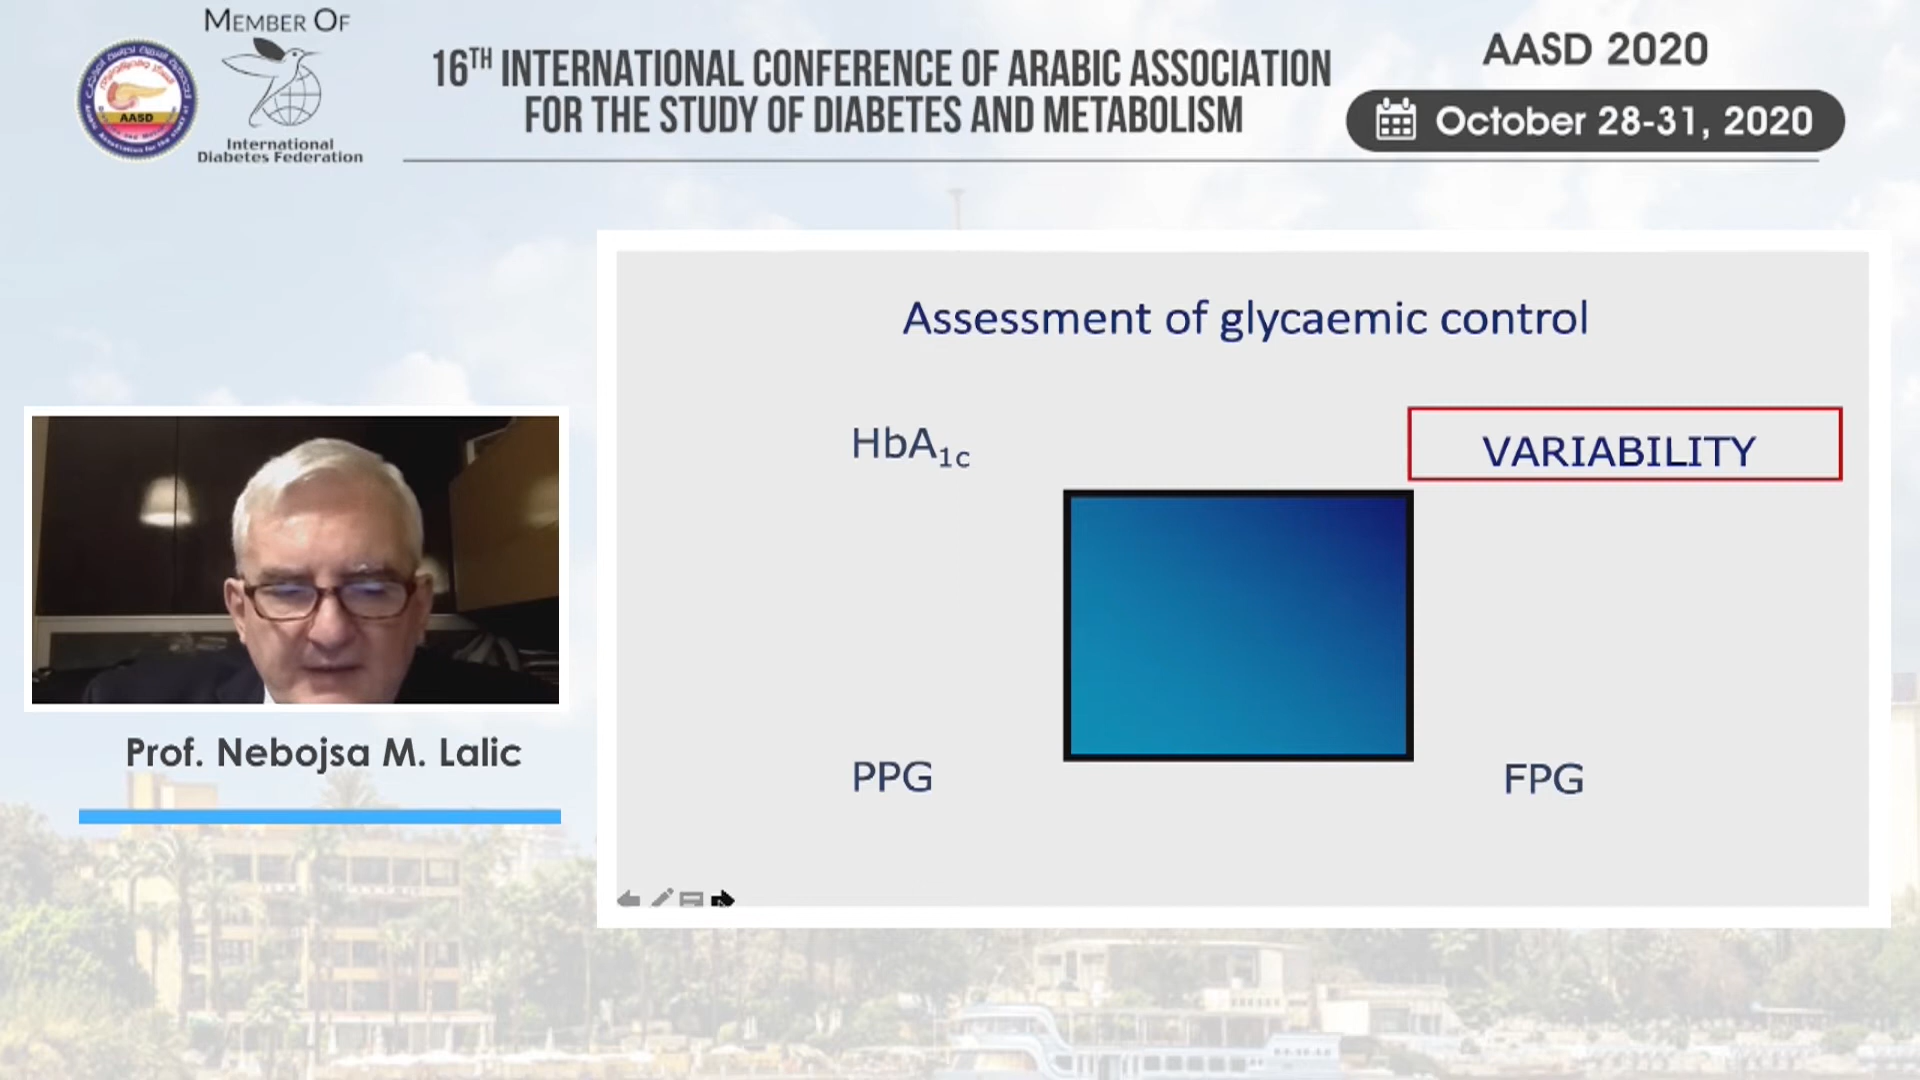 MEMBER OF
AASD
International
Diabetes Federation
16TH INTERNATIONAL CONFERENCE OF ARABIC ASSOCIATION
FOR THE STUDY OF DIABETES AND METABOLISM
AASD 2020
October 28-31, 2020
Assessment of glycaemic control
HbA1c
VARIABILITY
PPG
FPG
Prof. Nebojsa M. Lalic